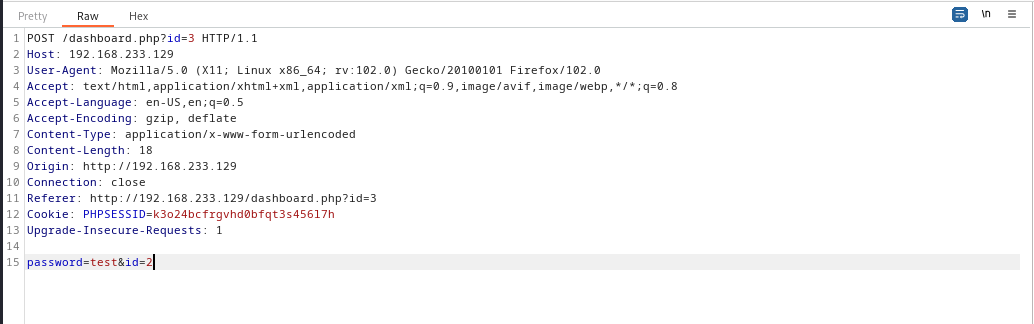 Pretty Raw Hex \n
1 POST /dashboard.php?id=3 HTTP/1.1
2 Host: 192.168.233.129
3 User-Agent: Mozilla/5.0 (X11; Linux x86_64; rv:102.0) Gecko/20100101 Firefox/102.0
4 Accept: text/html,application/xhtml+xml,application/xml;q=0.9,image/avif,image/webp,*/*;q=0.8
5 Accept-Language: en-US,en;q=0.5
6 Accept-Encoding: gzip, deflate
7 Content-Type: application/x-www-form-urlencoded
8 Content-Length: 18
9 Origin: http://192.168.233.129
10 Connection: close
11 Referer: http://192.168.233.129/dashboard.php?id=3
12 Cookie: PHPSESSID=k3o24bcfrgvhd0bfqt3s45617h
13 Upgrade-Insecure-Requests: 1
14
15 password=test&id=2